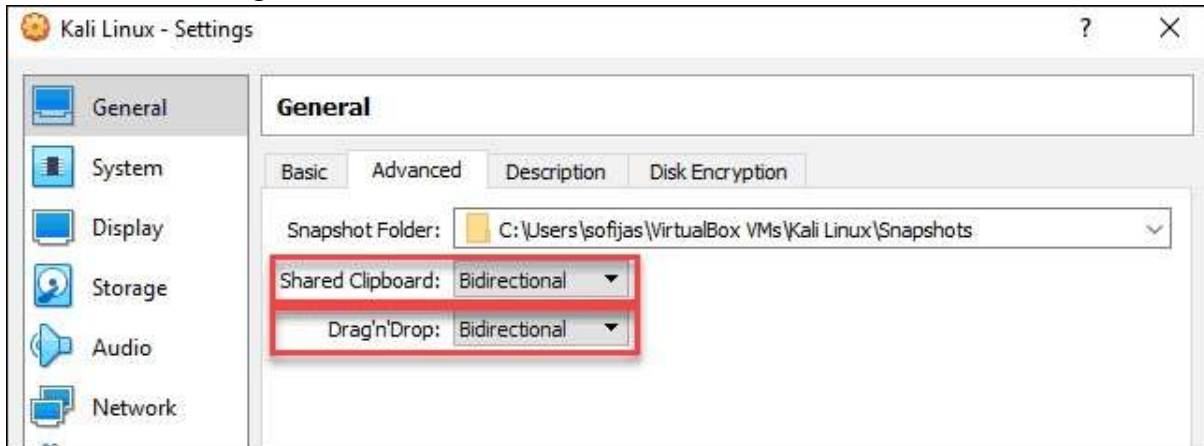 Kali Linux - Settings ? X
General
System
Display
Storage
Audio
Network
General
Basic Advanced Description Disk Encryption
Snapshot Folder: C:\Users\sofijas\VirtualBox VMs\Kali Linux\Snapshots
Shared Clipboard: Bidirectional
Drag'n'Drop: Bidirectional